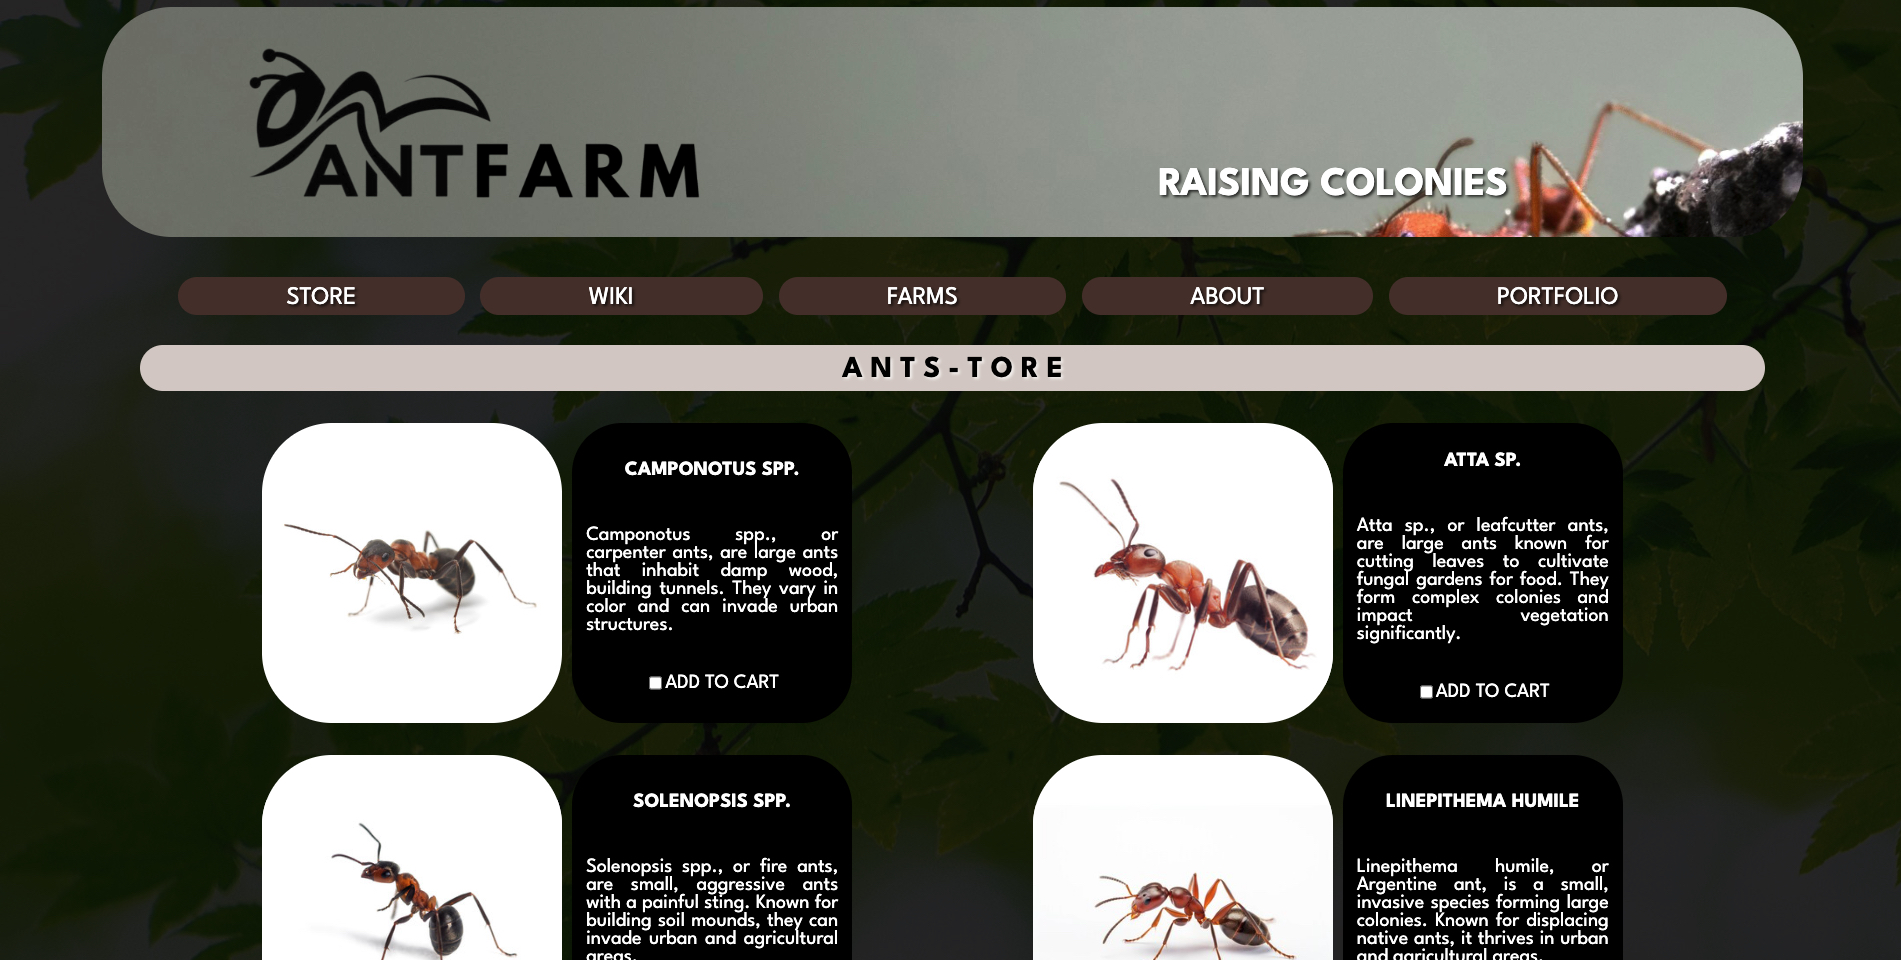 ANTFARM
RAISING COLONIES
STORE
WIKI
FARMS
ABOUT
PORTFOLIO
ANTS-TORE
CAMPONOTUS SPP.
Camponotus spp., or
carpenter ants, are large ants
that inhabit damp wood,
building tunnels. They vary in
color and can invade urban
structures.
ADD TO CART
ATTA SP.
Atta sp., or leafcutter ants,
are large ants known for
cutting leaves to cultivate
fungal gardens for food. They
form complex colonies and
impact vegetation
significantly.
ADD TO CART
SOLENOPSIS SPP.
Solenopsis spp., or fire ants,
are small, aggressive ants
with a painful sting. Known for
building soil mounds, they can
invade urban and agricultural
areas.
LINEPITHEMA HUMILE
Linepithema humile, or
Argentine ant, is a small,
invasive species forming large
colonies. Known for displacing
native ants, it thrives in urban
and agricultural areas.